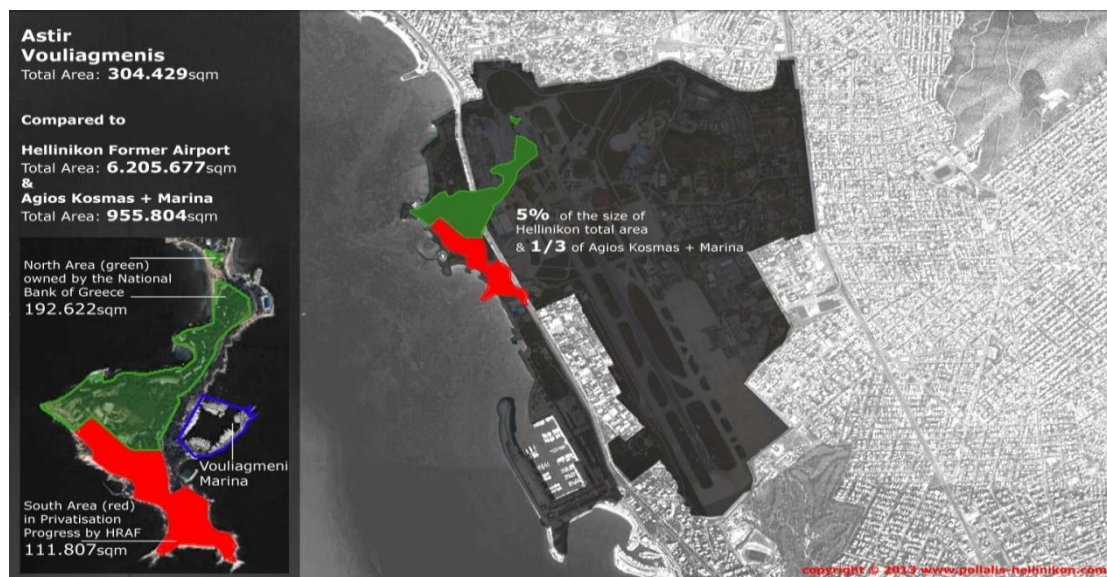 Astir
Vouliagmenis
Total Area: 304.429sqm
Compared to
Hellinikon Former Airport
Total Area: 6.205.677sqm
&
Agios Kosmas + Marina
Total Area: 955.804sqm
North Area (green)
owned by the National
Bank of Greece
192.622sqm
Vouliagmeni
Marina
South Area (red)
in Privatisation
Progress by HRAF
111.807sqm
5% of the size of
Hellinikon total area
& 1/3 of Agios Kosmas + Marina
copyright © 2013 www.pollalis-hellinikon.com